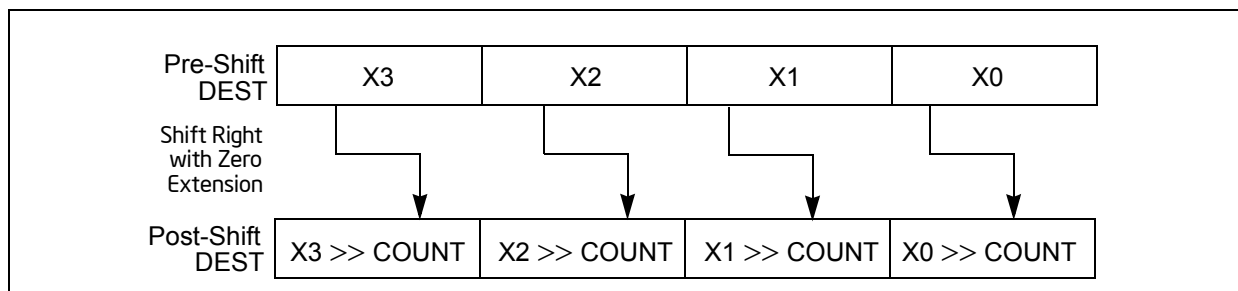 Pre-Shift
DEST
X3 X2 X1 X0
Shift Right
with Zero
Extension
Post-Shift
DEST
X3 >> COUNT X2 >> COUNT X1 >> COUNT X0 >> COUNT